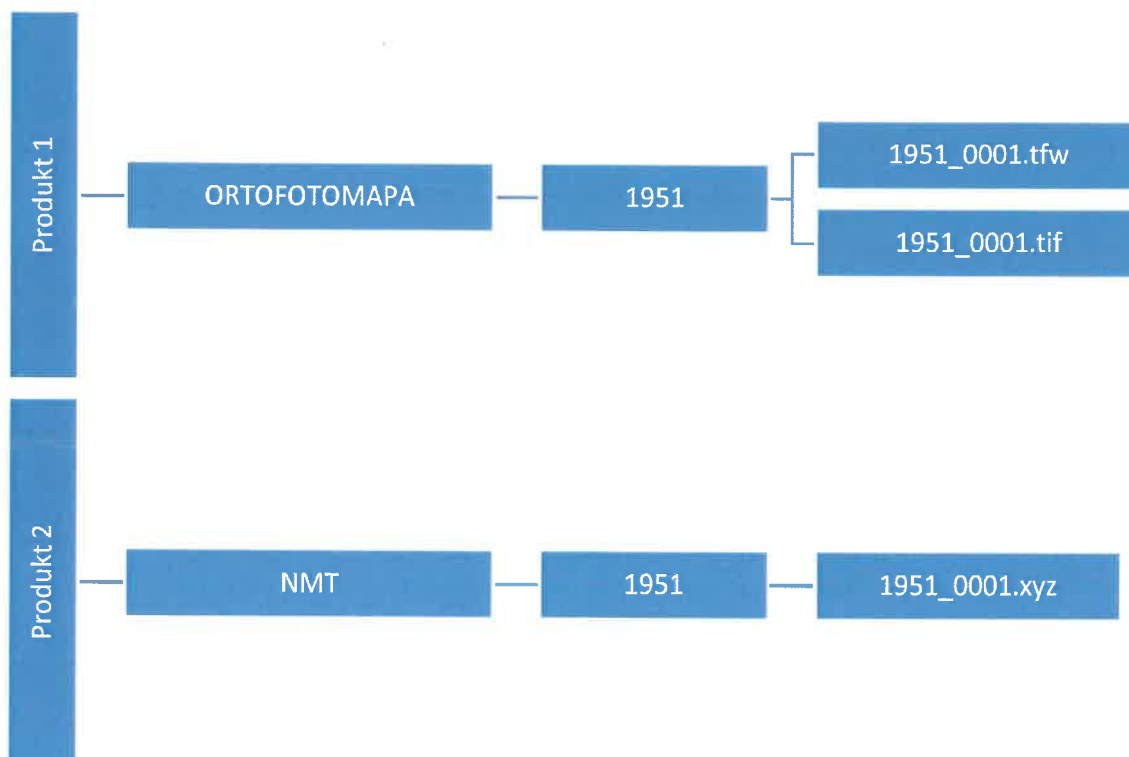 Produkt 1
ORTOFOTOMAPA
1951
1951_0001.tfw
1951_0001.tif
Produkt 2
NMT
1951
1951_0001.xyz